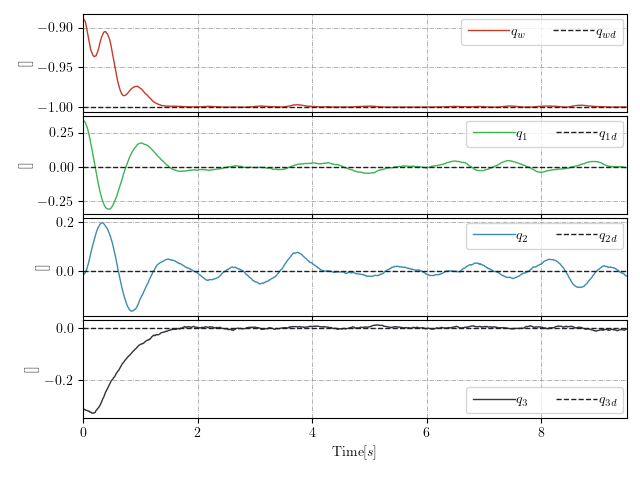 −0.90
−0.95
−1.00
[]
q_w q_wd
0.25
0.00
−0.25
[]
q_1 q_1d
0.2
0.0
[]
q_2 q_2d
0.0
−0.2
[]
q_3 q_3d
0 2 4 6 8
Time[s]